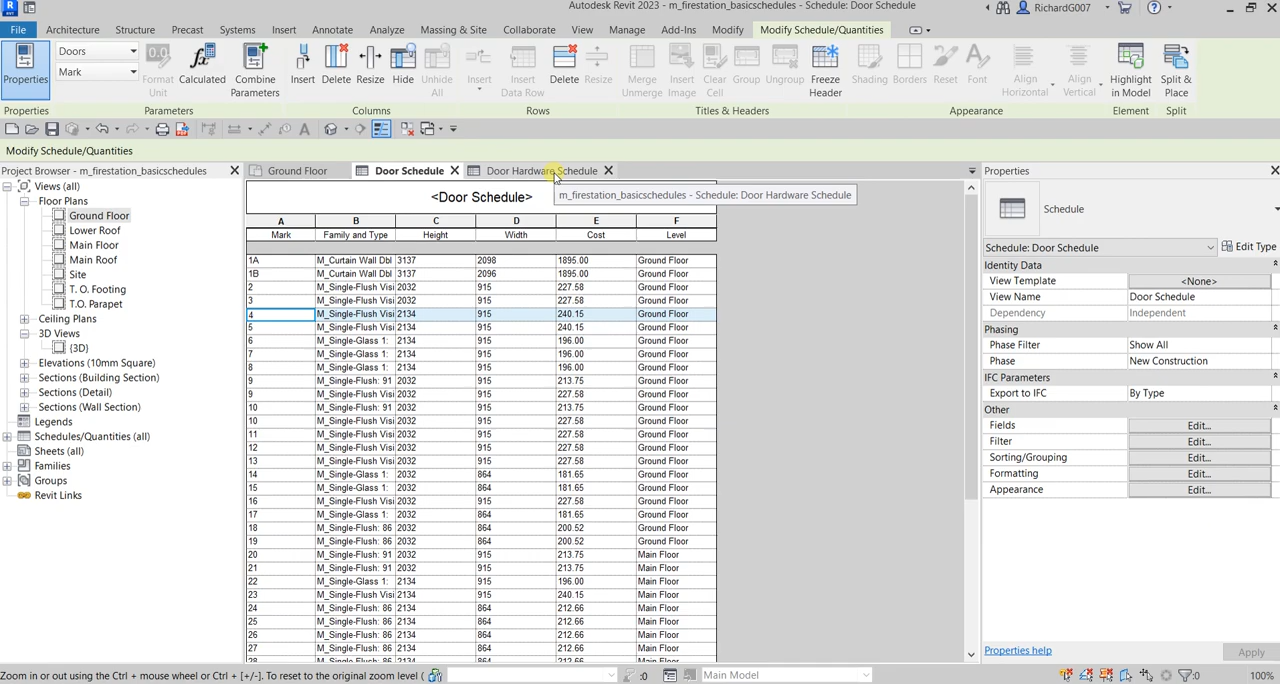 Autodesk Revit 2023 - m_firestation_basicschedules - Schedule: Door Schedule
RichardG007
File Architecture Structure Precast Systems Insert Annotate Analyze Massing & Site Collaborate View Manage Add-Ins Modify Modify Schedule/Quantities
Doors
Mark
Properties Format Unit Calculated Combine Parameters Insert Delete Resize Hide Unhide All Insert Insert Data Row Delete Resize Merge Unmerge Insert Image Clear Cell Group Ungroup Freeze Header Shading Borders Reset Font Align Horizontal Align Vertical Highlight in Model Split & Place
Properties Parameters Columns Rows Titles & Headers Appearance Element Split
Modify Schedule/Quantities
Project Browser - m_firestation_basicschedules
Views (all)
Floor Plans
Ground Floor
Lower Roof
Main Floor
Main Roof
Site
T. O. Footing
T.O. Parapet
Ceiling Plans
3D Views
{3D}
Elevations (10mm Square)
Sections (Building Section)
Sections (Detail)
Sections (Wall Section)
Legends
Schedules/Quantities (all)
Sheets (all)
Families
Groups
Revit Links
Ground Floor Door Schedule Door Hardware Schedule
m_firestation_basicschedules - Schedule: Door Hardware Schedule
<Door Schedule>
A B C D E F
Mark Family and Type Height Width Cost Level
1A M_Curtain Wall Dbl 3137 2098 1895.00 Ground Floor
1B M_Curtain Wall Dbl 3137 2096 1895.00 Ground Floor
2 M_Single-Flush Visi 2032 915 227.58 Ground Floor
3 M_Single-Flush Visi 2032 915 227.58 Ground Floor
4 M_Single-Flush Visi 2134 915 240.15 Ground Floor
5 M_Single-Flush Visi 2134 915 240.15 Ground Floor
6 M_Single-Glass 1: 2134 915 196.00 Ground Floor
7 M_Single-Glass 1: 2134 915 196.00 Ground Floor
8 M_Single-Glass 1: 2134 915 196.00 Ground Floor
9 M_Single-Flush: 91 2032 915 213.75 Ground Floor
9 M_Single-Flush Visi 2032 915 227.58 Ground Floor
10 M_Single-Flush: 91 2032 915 213.75 Ground Floor
10 M_Single-Flush Visi 2032 915 227.58 Ground Floor
11 M_Single-Flush Visi 2032 915 227.58 Ground Floor
12 M_Single-Flush Visi 2032 915 227.58 Ground Floor
13 M_Single-Flush Visi 2032 915 227.58 Ground Floor
14 M_Single-Glass 1: 2032 864 181.65 Ground Floor
15 M_Single-Glass 1: 2032 864 181.65 Ground Floor
16 M_Single-Flush Visi 2032 915 227.58 Ground Floor
17 M_Single-Glass 1: 2032 864 181.65 Ground Floor
18 M_Single-Flush: 86 2032 864 200.52 Ground Floor
19 M_Single-Flush: 86 2032 864 200.52 Ground Floor
20 M_Single-Flush: 91 2032 915 213.75 Main Floor
21 M_Single-Flush: 91 2032 915 213.75 Main Floor
22 M_Single-Glass 1: 2134 915 196.00 Main Floor
23 M_Single-Flush Visi 2134 915 240.15 Main Floor
24 M_Single-Flush: 86 2134 864 212.66 Main Floor
25 M_Single-Flush: 86 2134 864 212.66 Main Floor
26 M_Single-Flush: 86 2134 864 212.66 Main Floor
27 M_Single-Flush: 86 2134 864 212.66 Main Floor
28 M_Single-Flush: 86 2134 864 212.66 Main Floor
Properties
Schedule
Schedule: Door Schedule Edit Type
Identity Data
View Template <None>
View Name Door Schedule
Dependency Independent
Phasing
Phase Filter Show All
Phase New Construction
IFC Parameters
Export to IFC By Type
Other
Fields Edit...
Filter Edit...
Sorting/Grouping Edit...
Formatting Edit...
Appearance Edit...
Properties help Apply
Zoom in or out using the Ctrl + mouse wheel or Ctrl + [+/-]. To reset to the original zoom level ( :0 Main Model :0 100%